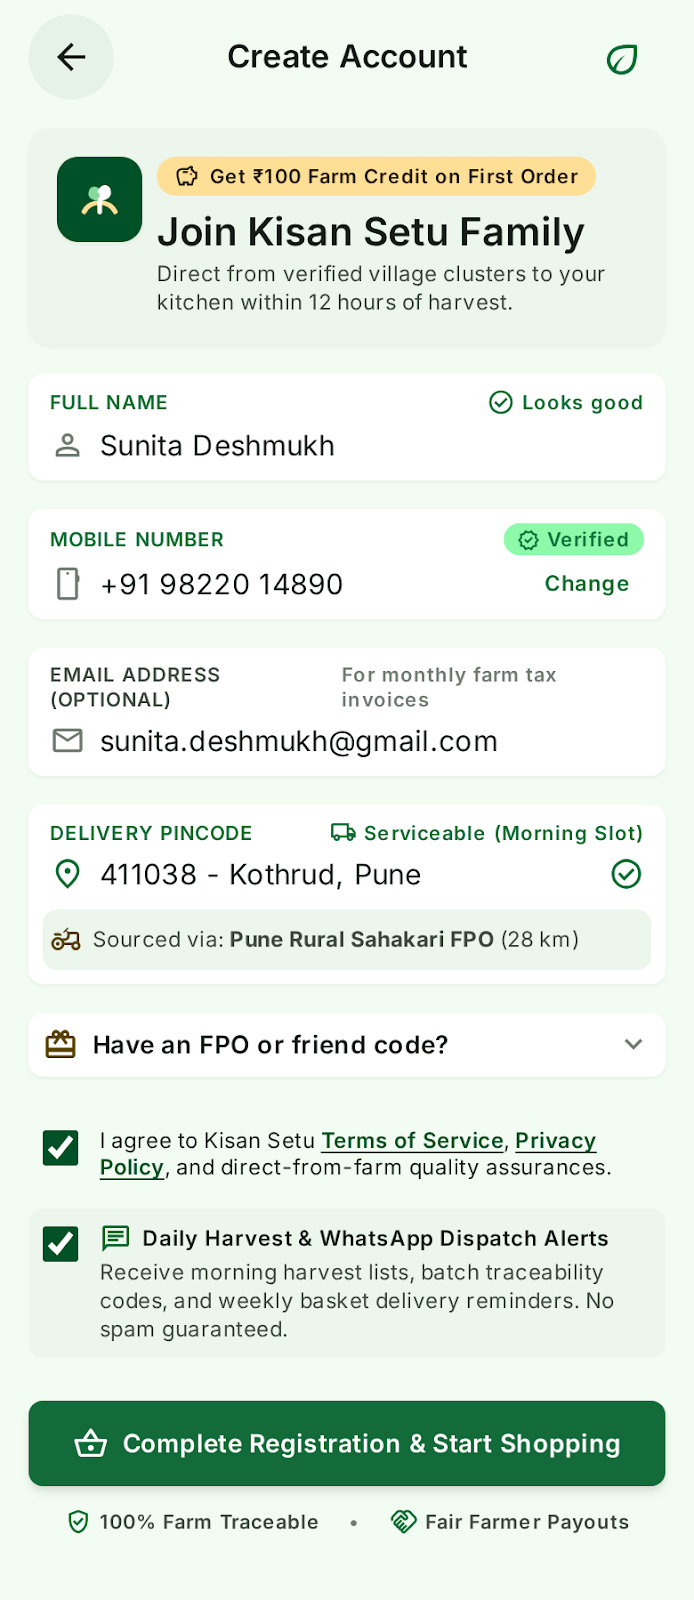 Create Account
Get ₹100 Farm Credit on First Order
Join Kisan Setu Family
Direct from verified village clusters to your
kitchen within 12 hours of harvest.
FULL NAME
Looks good
Sunita Deshmukh
MOBILE NUMBER
Verified
+91 98220 14890
Change
EMAIL ADDRESS
(OPTIONAL)
For monthly farm tax
invoices
sunita.deshmukh@gmail.com
DELIVERY PINCODE
Serviceable (Morning Slot)
411038 - Kothrud, Pune
Sourced via: Pune Rural Sahakari FPO (28 km)
Have an FPO or friend code?
I agree to Kisan Setu Terms of Service, Privacy
Policy, and direct-from-farm quality assurances.
Daily Harvest & WhatsApp Dispatch Alerts
Receive morning harvest lists, batch traceability
codes, and weekly basket delivery reminders. No
spam guaranteed.
Complete Registration & Start Shopping
100% Farm Traceable • Fair Farmer Payouts